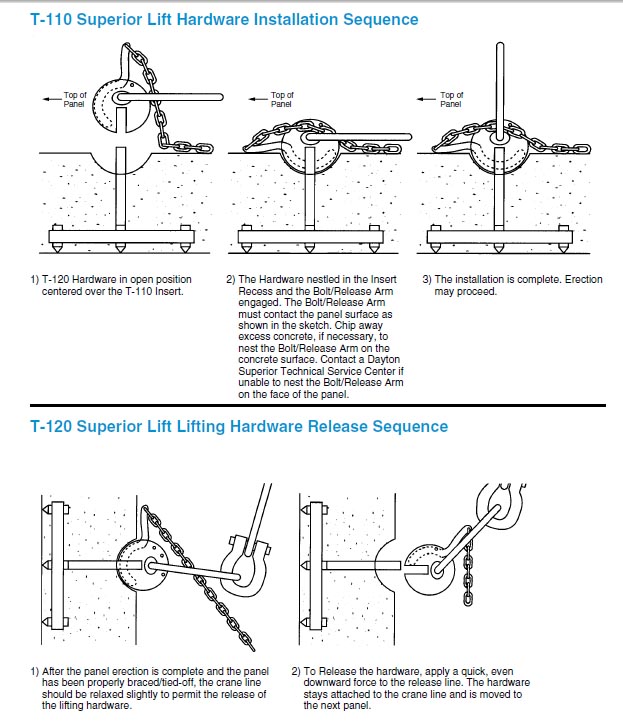 T-110 Superior Lift Hardware Installation Sequence
Top of
Panel
Top of
Panel
Top of
Panel
1) T-120 Hardware in open position
centered over the T-110 Insert.
2) The Hardware nestled in the Insert
Recess and the Bolt/Release Arm
engaged. The Bolt/Release Arm
must contact the panel surface as
shown in the sketch. Chip away
excess concrete, if necessary, to
nest the Bolt/Release Arm on the
concrete surface. Contact a Dayton
Superior Technical Service Center if
unable to nest the Bolt/Release Arm
on the face of the panel.
3) The installation is complete. Erection
may proceed.
T-120 Superior Lift Lifting Hardware Release Sequence
1) After the panel erection is complete and the panel
has been properly braced/tied-off, the crane line
should be relaxed slightly to permit the release of
the lifting hardware.
2) To Release the hardware, apply a quick, even
downward force to the release line. The hardware
stays attached to the crane line and is moved to
the next panel.